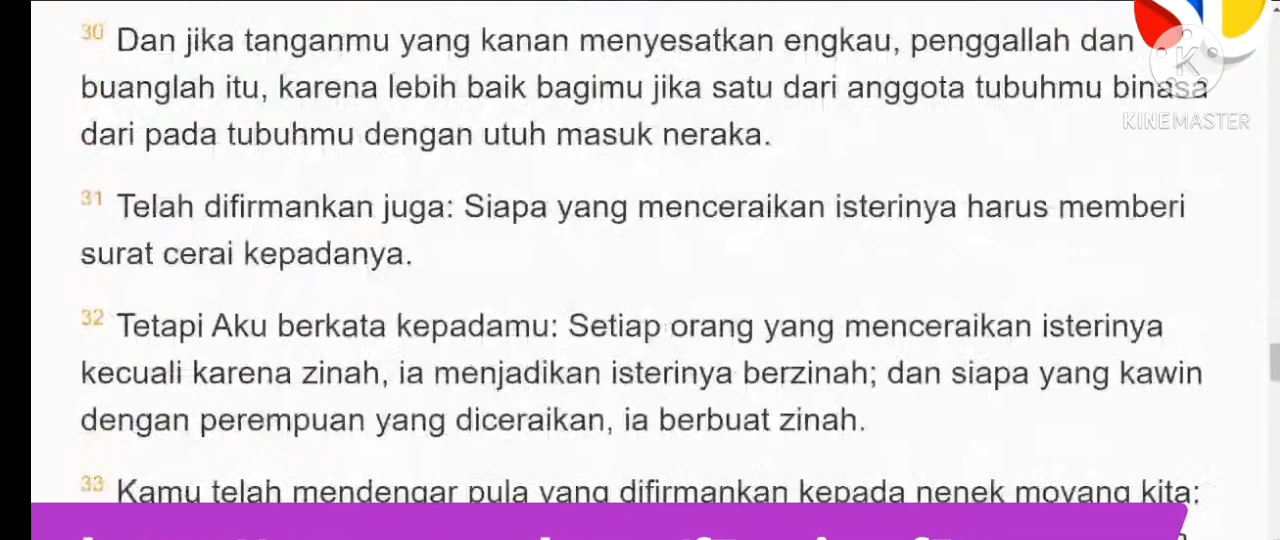 30 Dan jika tanganmu yang kanan menyesatkan engkau, penggallah dan
buanglah itu, karena lebih baik bagimu jika satu dari anggota tubuhmu binasa
dari pada tubuhmu dengan utuh masuk neraka.
K
KINEMASTER
31 Telah difirmankan juga: Siapa yang menceraikan isterinya harus memberi
surat cerai kepadanya.
32 Tetapi Aku berkata kepadamu: Setiap orang yang menceraikan isterinya
kecuali karena zinah, ia menjadikan isterinya berzinah; dan siapa yang kawin
dengan perempuan yang diceraikan, ia berbuat zinah.
33 Kamu telah mendengar pula yang difirmankan kepada nenek moyang kita: